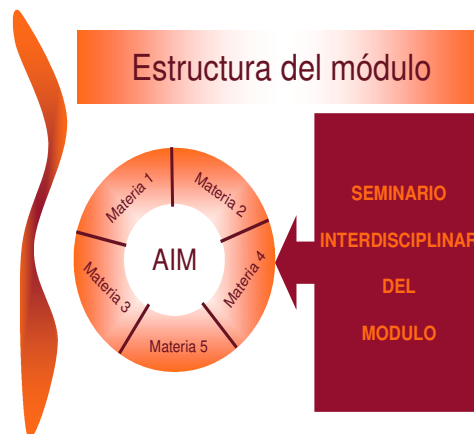 Estructura del módulo
Materia 1
Materia 2
AIM
Materia 3
Materia 4
Materia 5
SEMINARIO
INTERDISCIPLINAR
DEL
MODULO